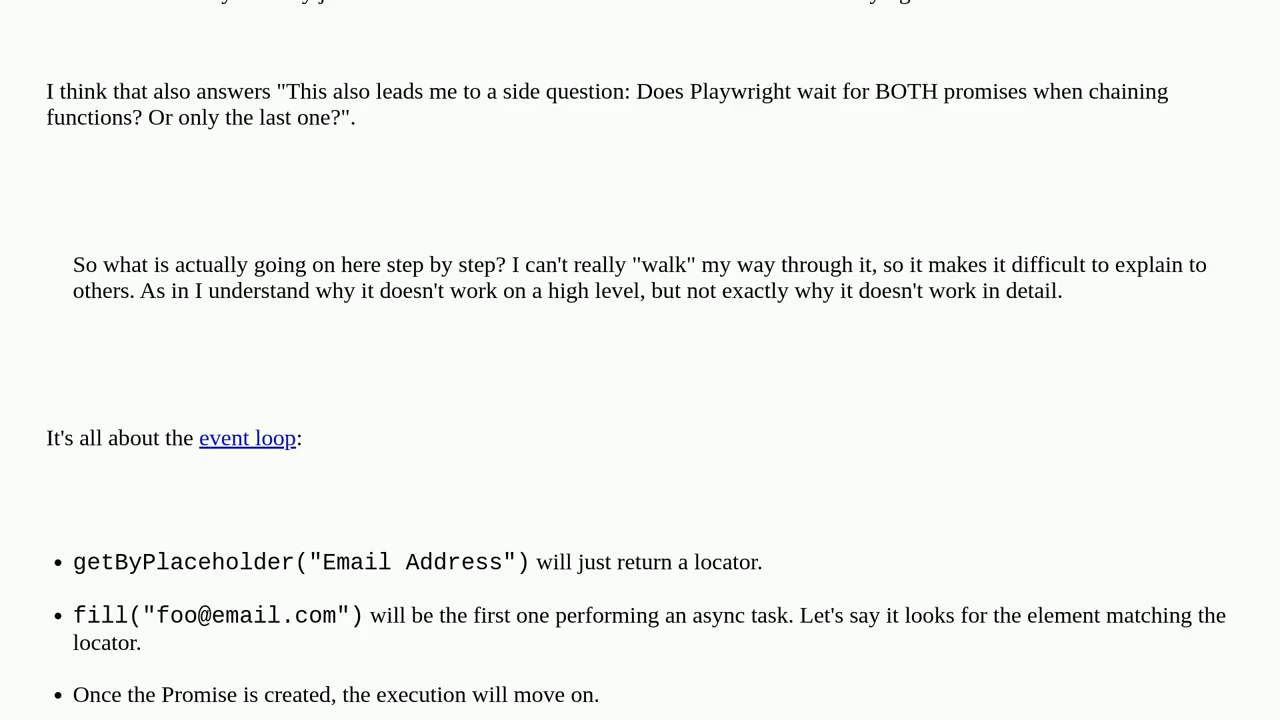 I think that also answers "This also leads me to a side question: Does Playwright wait for BOTH promises when chaining
functions? Or only the last one?".
So what is actually going on here step by step? I can't really "walk" my way through it, so it makes it difficult to explain to
others. As in I understand why it doesn't work on a high level, but not exactly why it doesn't work in detail.
It's all about the event loop:
• getByPlaceholder("Email Address") will just return a locator.
• fill("foo@email.com") will be the first one performing an async task. Let's say it looks for the element matching the
locator.
• Once the Promise is created, the execution will move on.